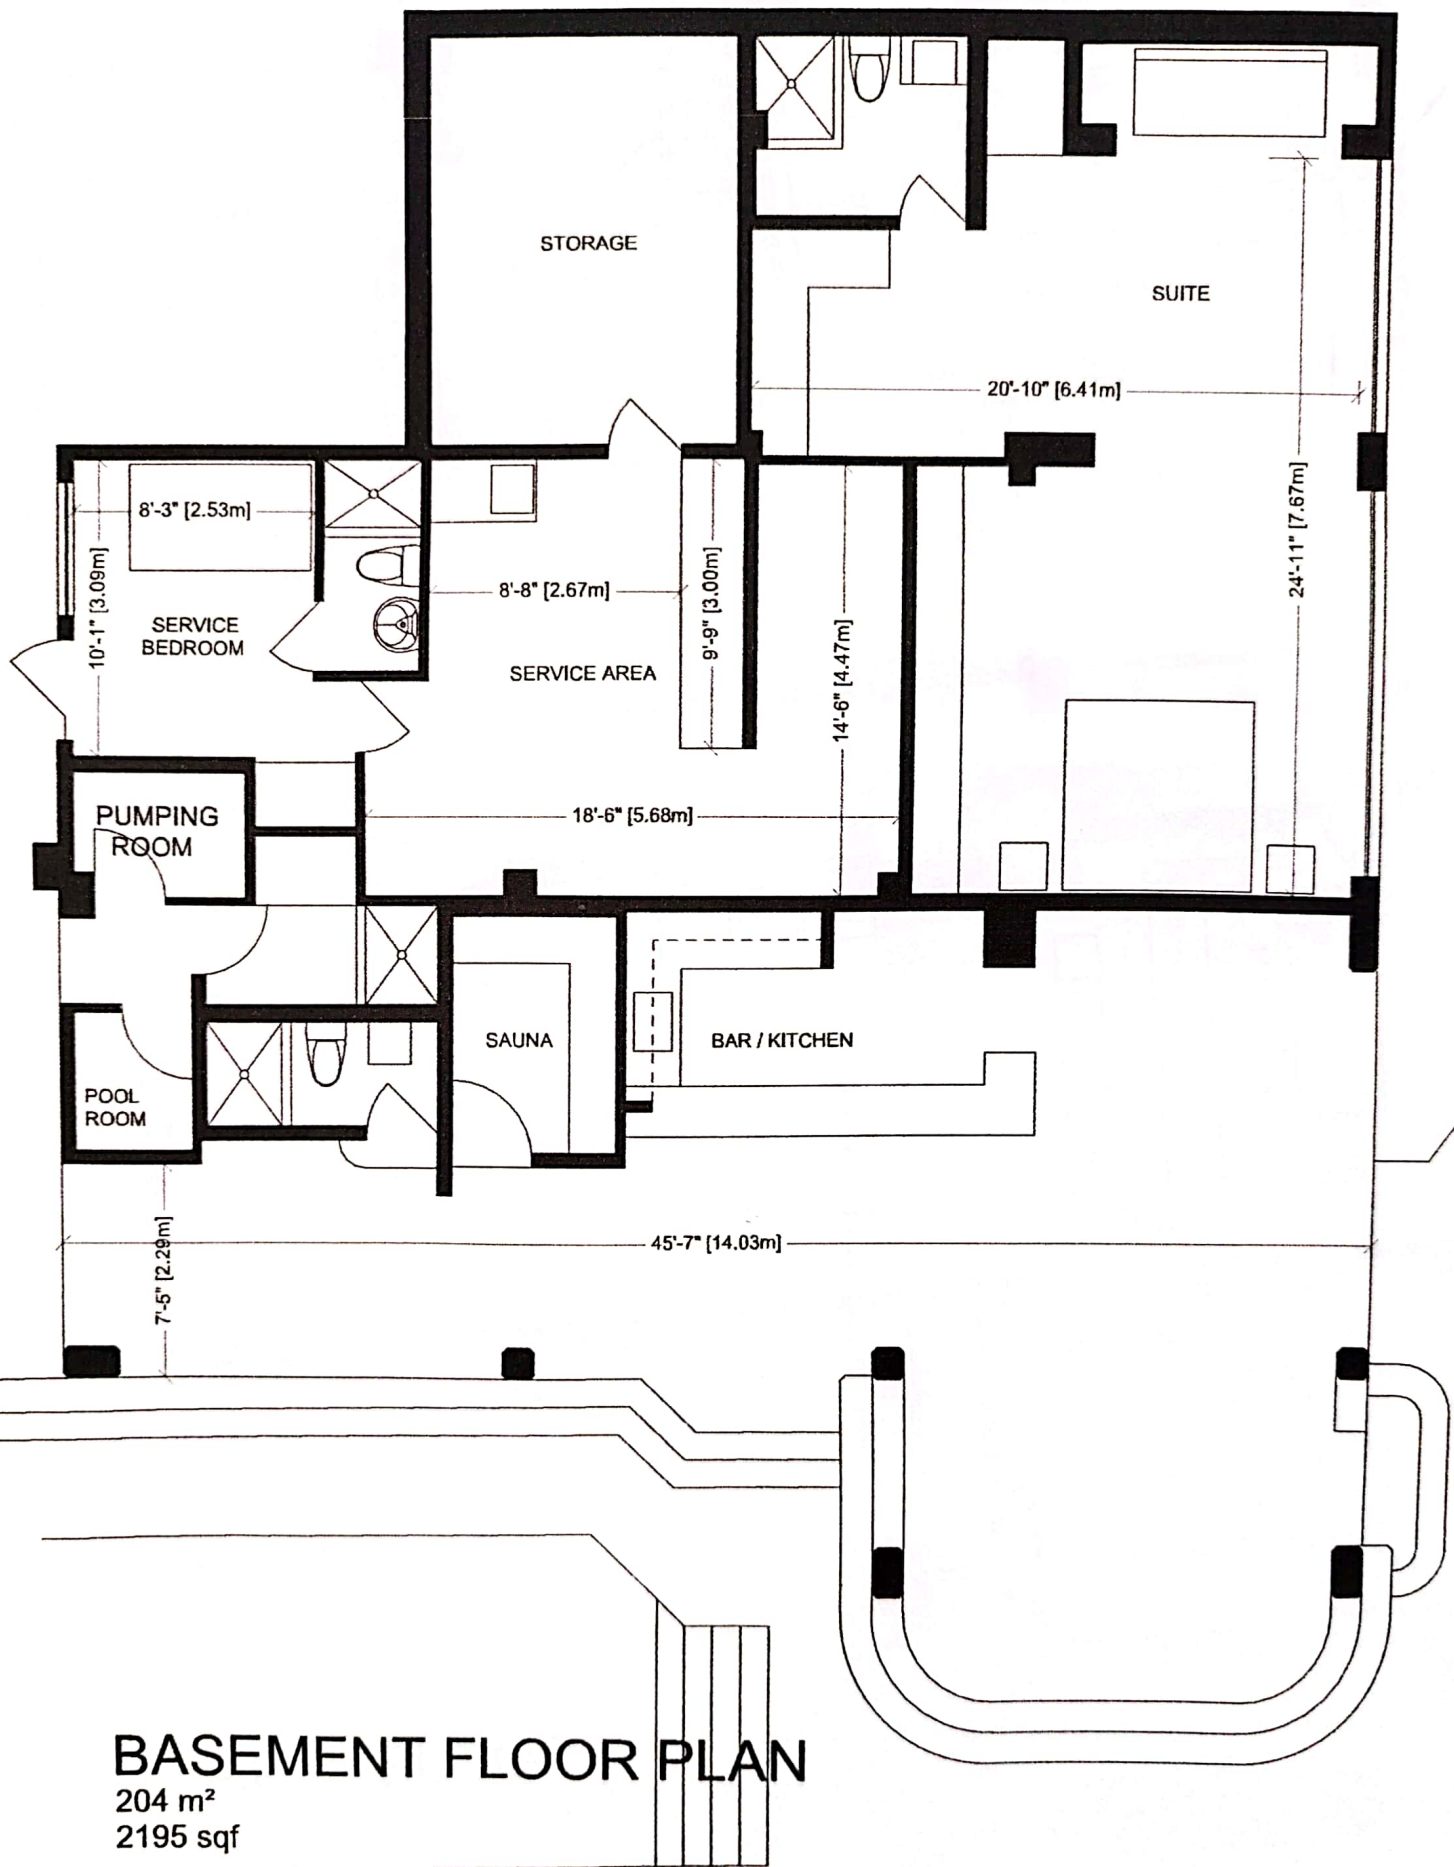 STORAGE
SUITE
20'-10" [6.41m]
24'-11" [7.67m]
8'-3" [2.53m]
10'-1" [3.09m]
SERVICE
BEDROOM
8'-8" [2.67m]
9'-9" [3.00m]
SERVICE AREA
14'-6" [4.47m]
18'-6" [5.68m]
PUMPING
ROOM
SAUNA
BAR / KITCHEN
POOL
ROOM
45'-7" [14.03m]
7'-5" [2.29m]
BASEMENT FLOOR PLAN
204 m²
2195 sqf